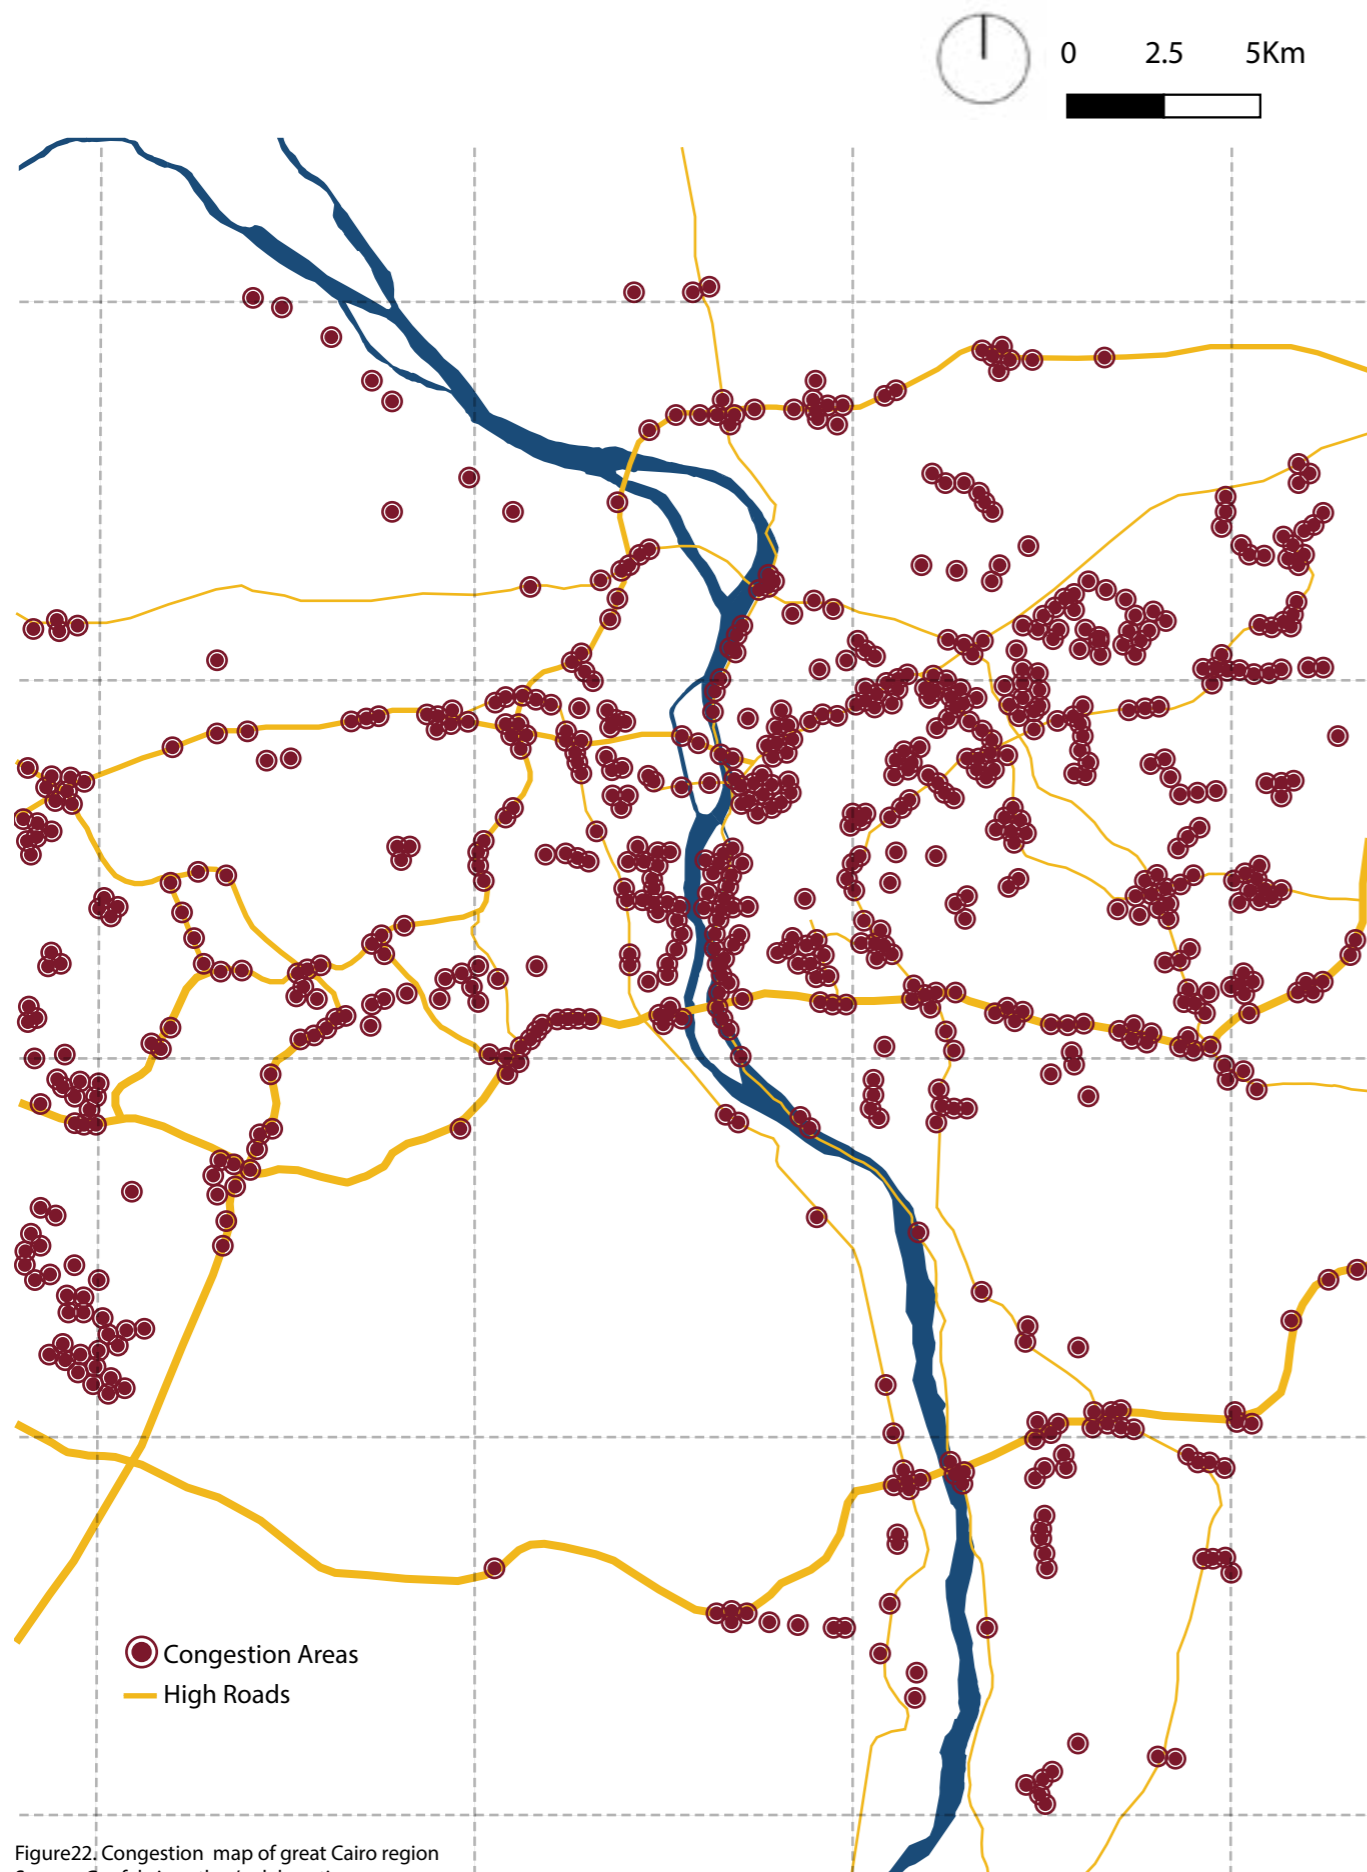 0 2.5 5Km
Congestion Areas
High Roads
Figure22. Congestion map of great Cairo region